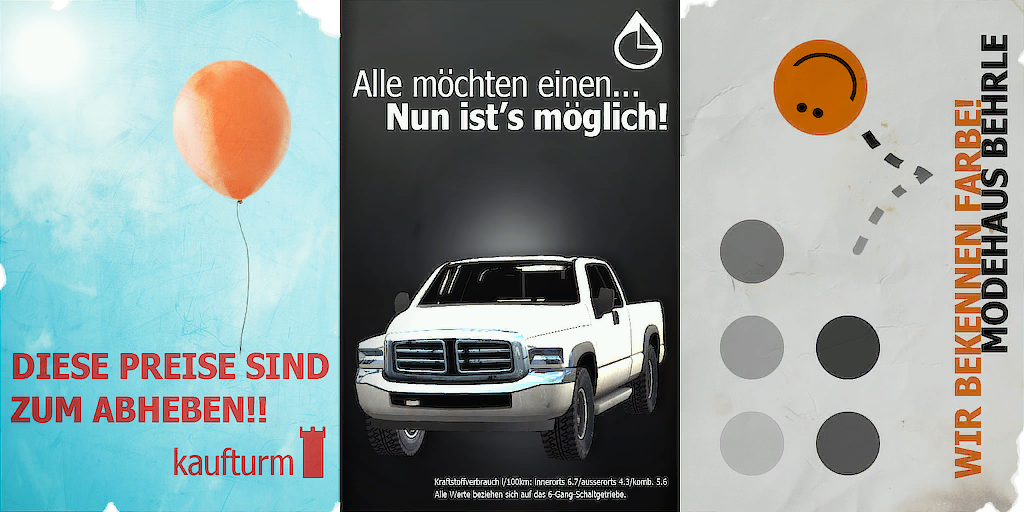 DIESE PREISE SIND
ZUM ABHEBEN!!
kaufturm
Alle möchten einen...
Nun ist's möglich!
Kraftstoffverbrauch l/100km: innerorts 6.7/ausserorts 4.3/komb. 5.6
Alle Werte beziehen sich auf das 6-Gang-Schaltgetriebe.
WIR BEKENNEN FARBE!
MODEHAUS BEHRLE